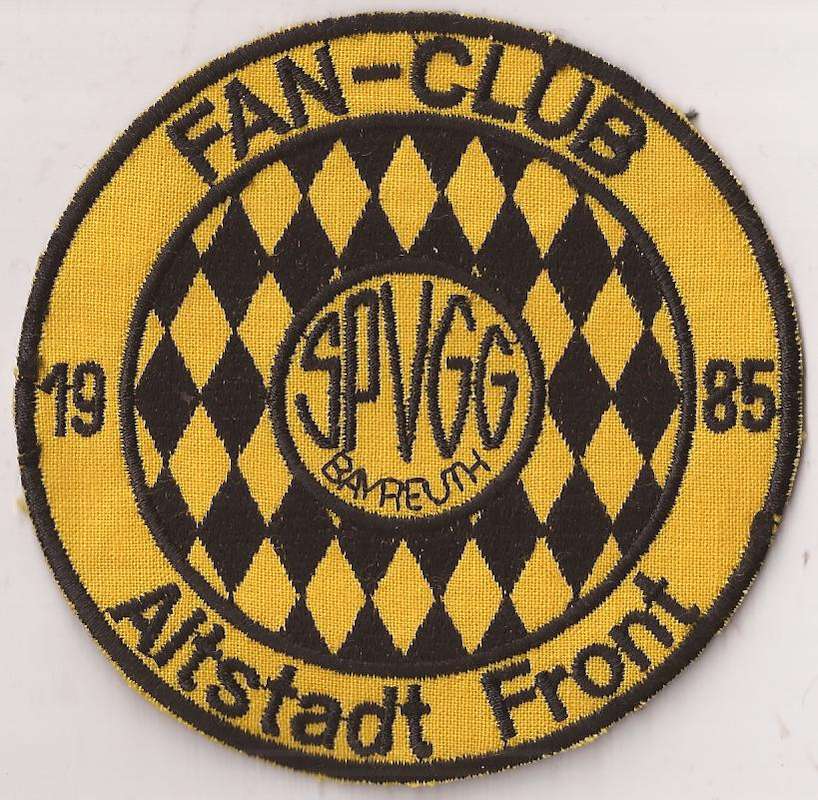 FAN-CLUB
19 85
SPVGG
BAYREUTH
Altstadt Front